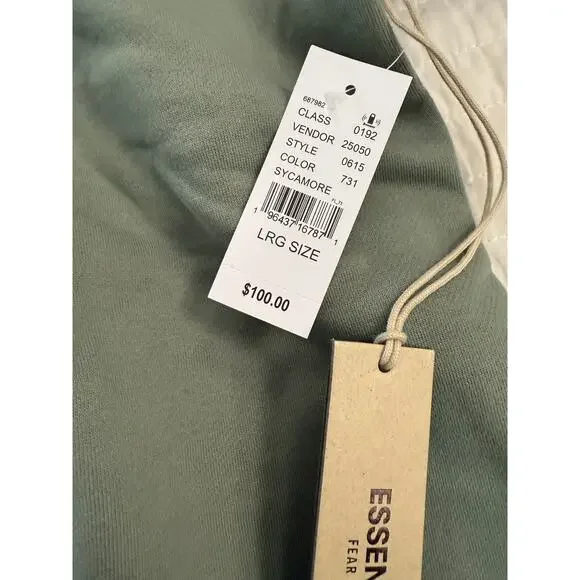 687982
CLASS 0192
VENDOR 25050
STYLE 0615
COLOR 731
SYCAMORE
FL_71
1 96437 16787 1
LRG SIZE
$100.00
ESSEN
FEAR